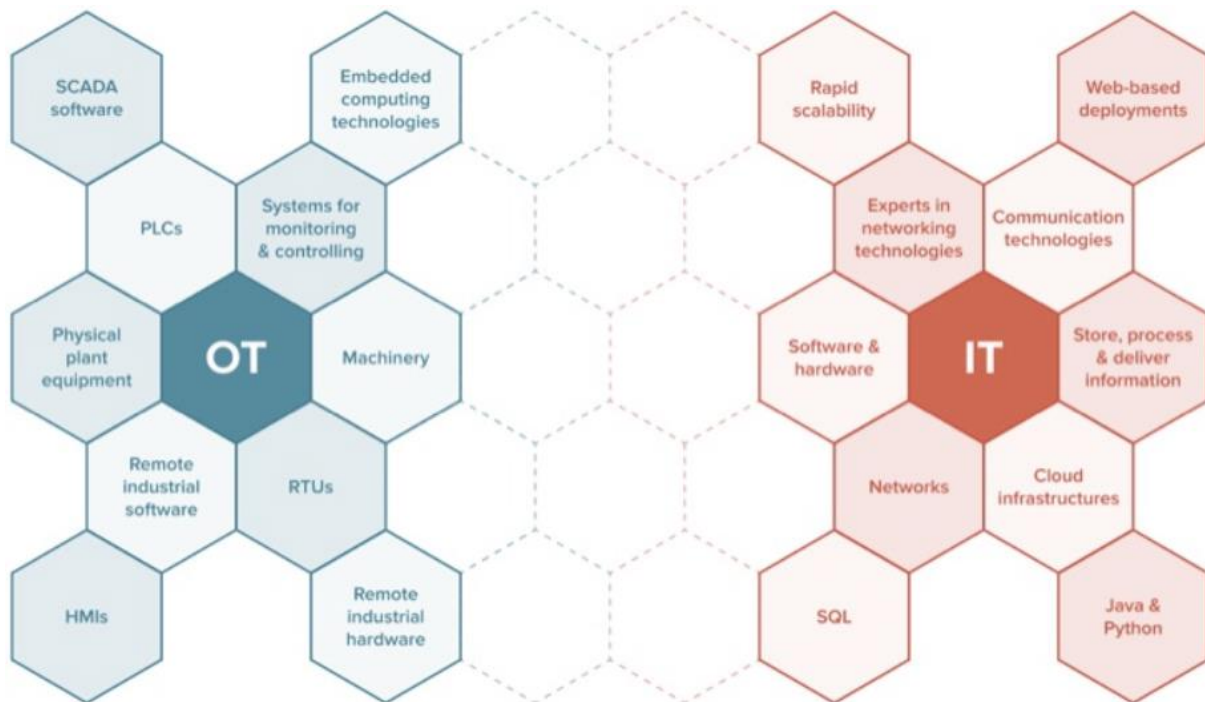 SCADA
software
Embedded
computing
technologies
Rapid
scalability
Web-based
deployments
PLCs
Systems for
monitoring
& controlling
Experts in
networking
technologies
Communication
technologies
Physical
plant
equipment
OT
Machinery
Software &
hardware
IT
Store, process
& deliver
information
Remote
industrial
software
RTUs
Networks
Cloud
infrastructures
HMIs
Remote
industrial
hardware
SQL
Java &
Python